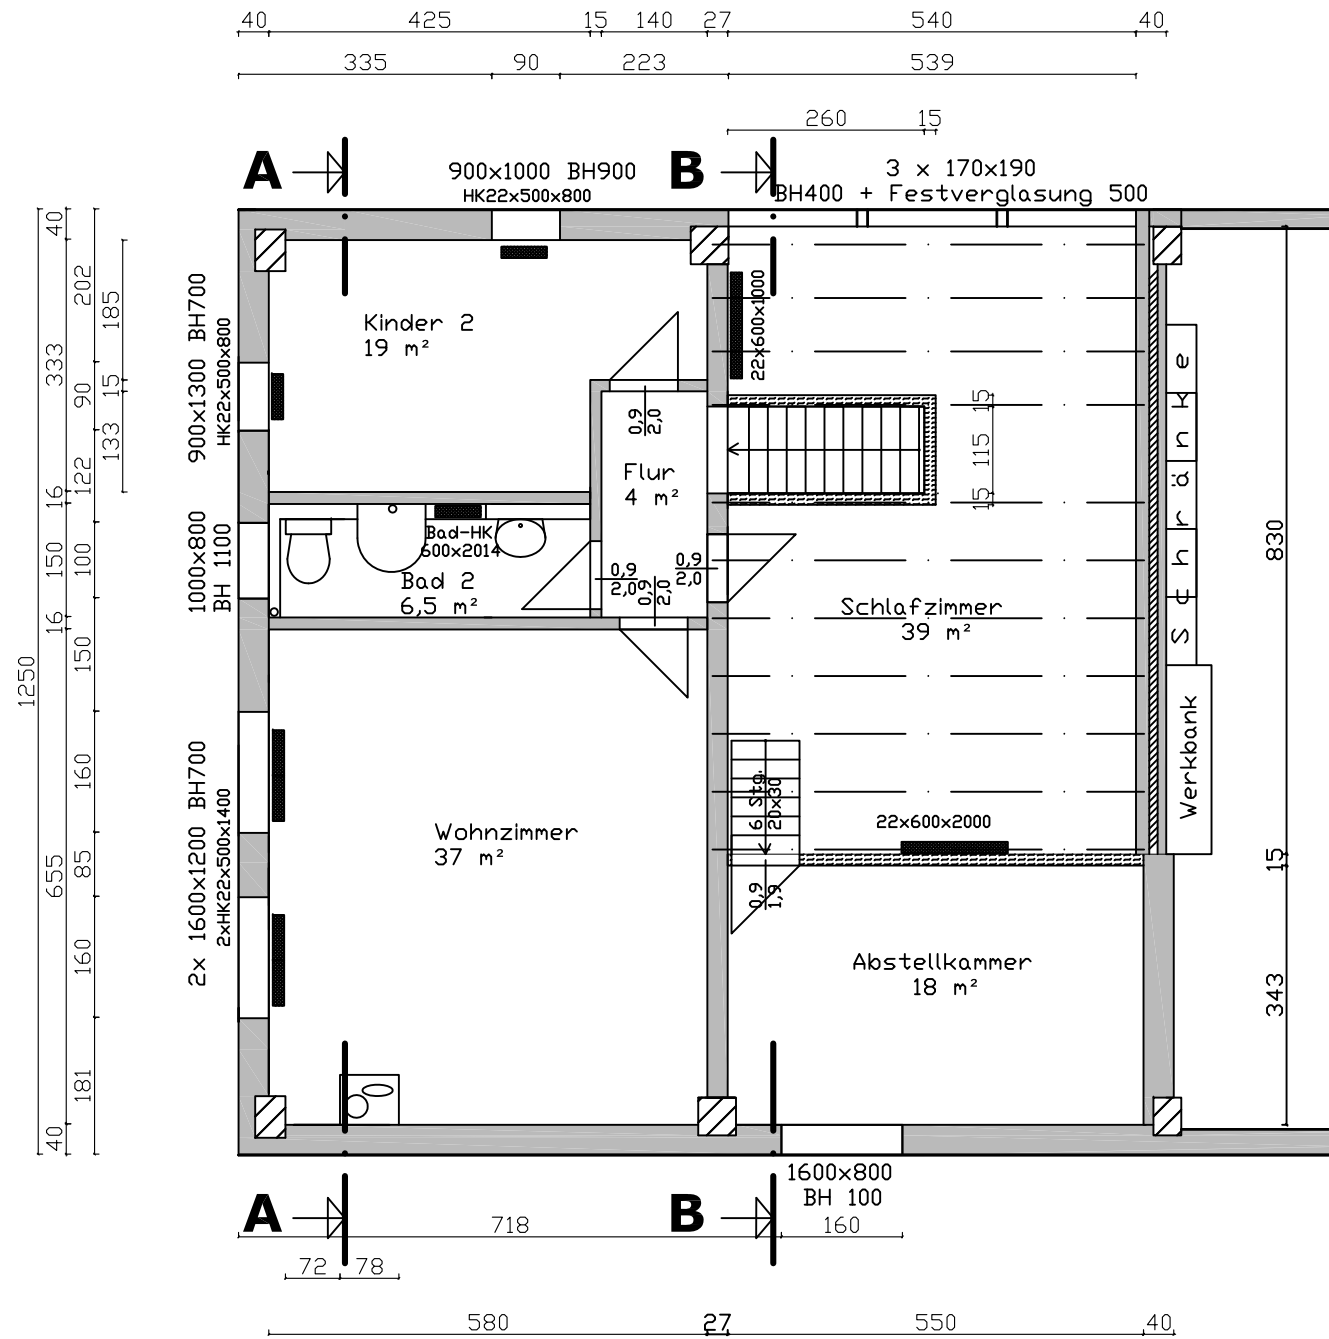 40 425 15 140 27 540 40
335 90 223 539
260 15
A
900x1000 BH900
HK22x500x800
B
3 x 170x190
BH400 + Festverglasung 500
40
202
185
333
90
15
133
122
16
150
100
16
150
1250
160
655
85
160
181
40
900x1300 BH700
HK22x500x800
1000x800
BH 1100
2x 1600x1200 BH700
2xHK22x500x1400
Kinder 2
19 m²
22x600x1000
0,9
2,0
Flur
4 m²
15
115
15
Bad-HK
600x2014
Bad 2
6,5 m²
0,9
2,0
0,9
2,0
0,9
2,0
Schlafzimmer
39 m²
Schränke
Werkbank
830
15
343
6 Stg.
20x30
22x600x2000
0,9
1,9
Wohnzimmer
37 m²
Abstellkammer
18 m²
1600x800
BH 100
A
B
718 160
72 78
580 27 550 40